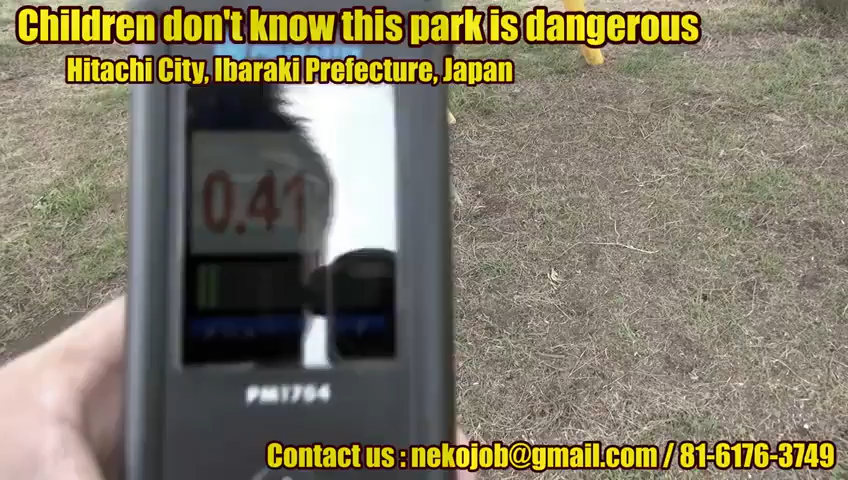 Children don't know this park is dangerous
Hitachi City, Ibaraki Prefecture, Japan
0.41
PM1704
Contact us : nekojob@gmail.com / 81-6176-3749